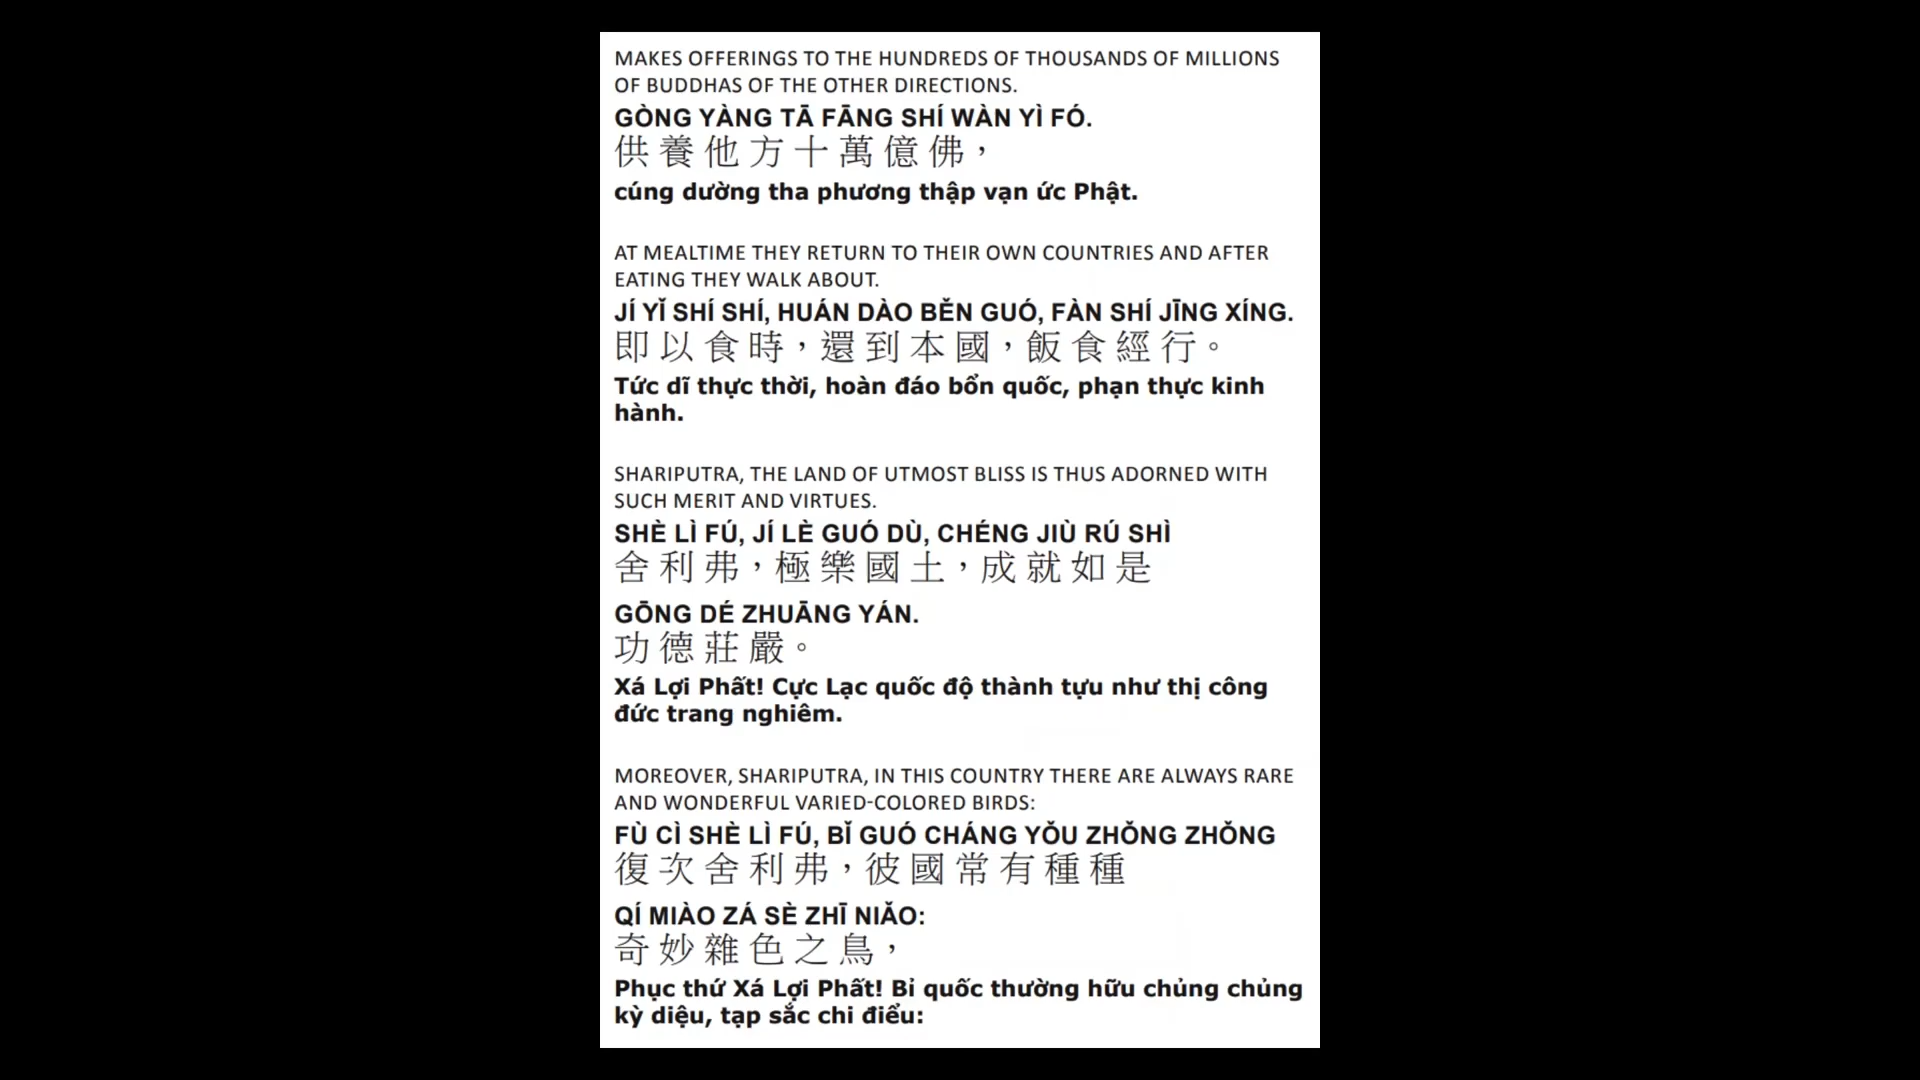 MAKES OFFERINGS TO THE HUNDREDS OF THOUSANDS OF MILLIONS
OF BUDDHAS OF THE OTHER DIRECTIONS.
GÒNG YÀNG TĀ FĀNG SHÍ WÀN YÌ FÓ.
供養他方十萬億佛，
cúng dường tha phương thập vạn ức Phật.
AT MEALTIME THEY RETURN TO THEIR OWN COUNTRIES AND AFTER
EATING THEY WALK ABOUT.
JÍ YǏ SHÍ SHÍ, HUÁN DÀO BĚN GUÓ, FÀN SHÍ JĪNG XÍNG.
即以食時，還到本國，飯食經行。
Tức dĩ thực thời, hoàn đáo bổn quốc, phạn thực kinh
hành.
SHARIPUTRA, THE LAND OF UTMOST BLISS IS THUS ADORNED WITH
SUCH MERIT AND VIRTUES.
SHÈ LÌ FÚ, JÍ LÈ GUÓ DÙ, CHÉNG JIÙ RÚ SHÌ
舍利弗，極樂國土，成就如是
GŌNG DÉ ZHUĀNG YÁN.
功德莊嚴。
Xá Lợi Phất! Cực Lạc quốc độ thành tựu như thị công
đức trang nghiêm.
MOREOVER, SHARIPUTRA, IN THIS COUNTRY THERE ARE ALWAYS RARE
AND WONDERFUL VARIED-COLORED BIRDS:
FÙ CÌ SHÈ LÌ FÚ, BǏ GUÓ CHÁNG YǑU ZHǑNG ZHǑNG
復次舍利弗，彼國常有種種
QÍ MIÀO ZÁ SÈ ZHĪ NIǍO:
奇妙雜色之鳥，
Phục thứ Xá Lợi Phất! Bỉ quốc thường hữu chủng chủng
kỳ diệu, tạp sắc chi điểu: